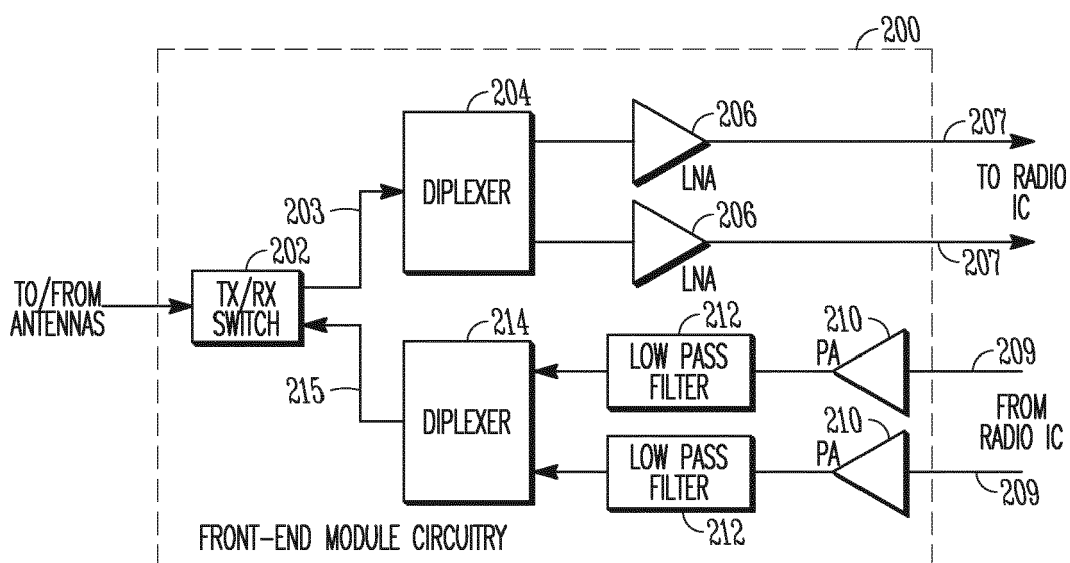 200
204
DIPLEXER
206
LNA
207
TO RADIO
IC
203
206
LNA
207
202
TX/RX
SWITCH
TO/FROM
ANTENNAS
214
DIPLEXER
215
212
LOW PASS
FILTER
210
PA
209
FROM
RADIO IC
LOW PASS
FILTER
212
210
PA
209
FRONT-END MODULE CIRCUITRY